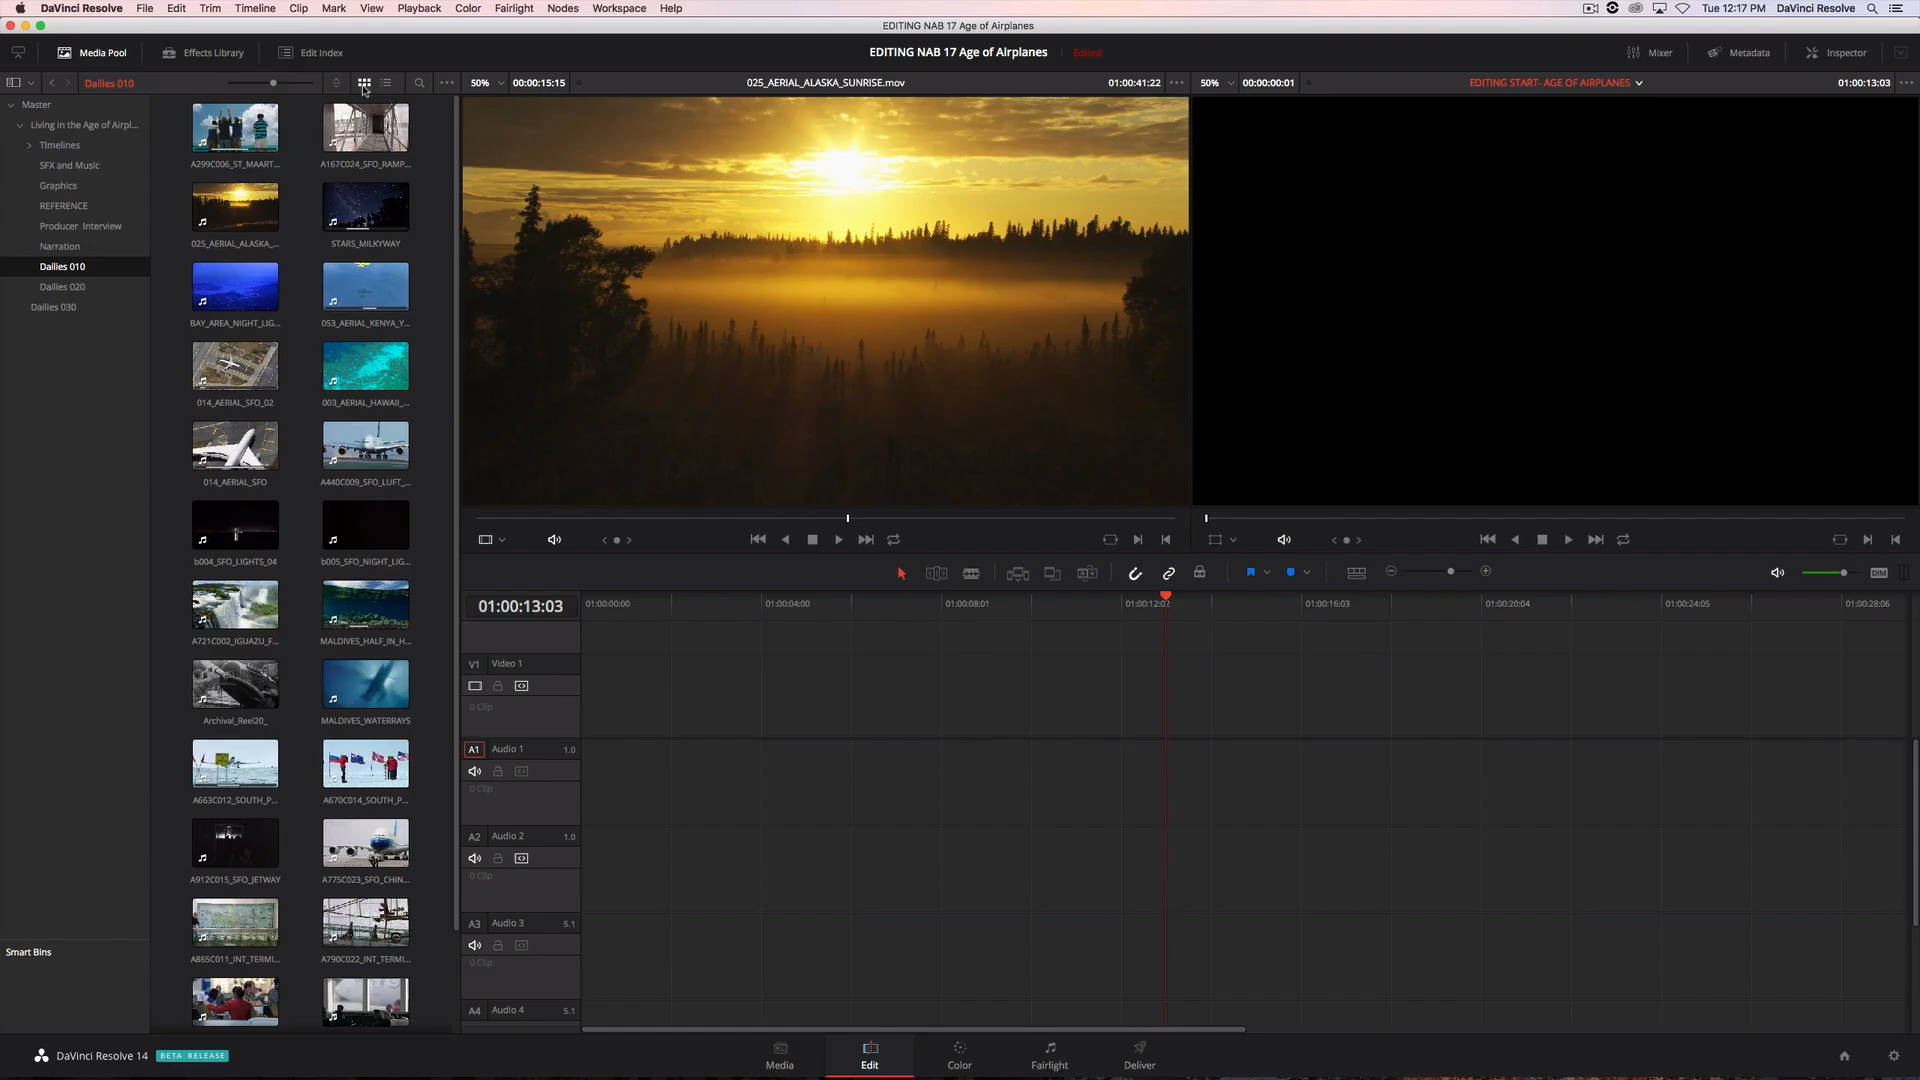 DaVinci Resolve File Edit Trim Timeline Clip Mark View Playback Color Fairlight Nodes Workspace Help Tue 12:17 PM DaVinci Resolve
EDITING NAB 17 Age of Airplanes
Media Pool Effects Library Edit Index EDITING NAB 17 Age of Airplanes Edited Mixer Metadata Inspector
Dailies 010 50% 00:00:15:15 025_AERIAL_ALASKA_SUNRISE.mov 01:00:41:22 50% 00:00:00:01 EDITING START- AGE OF AIRPLANES 01:00:13:03
Master
Living in the Age of Airpl...
Timelines
SFX and Music
Graphics
REFERENCE
Producer Interview
Narration
Dailies 010
Dailies 020
Dailies 030
Smart Bins
A299C006_ST_MAART... A167C024_SFO_RAMP...
025_AERIAL_ALASKA_... STARS_MILKYWAY
BAY_AREA_NIGHT_LIG... 053_AERIAL_KENYA_Y...
014_AERIAL_SFO_02 003_AERIAL_HAWAII_...
014_AERIAL_SFO A440C009_SFO_LUFT_...
b004_SFO_LIGHTS_04 b005_SFO_NIGHT_LIG...
A721C002_IGUAZU_F... MALDIVES_HALF_IN_H...
Archival_Reel20_ MALDIVES_WATERRAYS
A663C012_SOUTH_P... A670C014_SOUTH_P...
A912C015_SFO_JETWAY A775C023_SFO_CHIN...
A865C011_INT_TERMI... A790C022_INT_TERMI...
DIM
01:00:13:03 01:00:00:00 01:00:04:00 01:00:08:01 01:00:12:02 01:00:16:03 01:00:20:04 01:00:24:05 01:00:28:06
V1 Video 1
0 Clip
A1 Audio 1 1.0
0 Clip
A2 Audio 2 1.0
0 Clip
A3 Audio 3 5.1
0 Clip
A4 Audio 4 5.1
DaVinci Resolve 14 BETA RELEASE Media Edit Color Fairlight Deliver